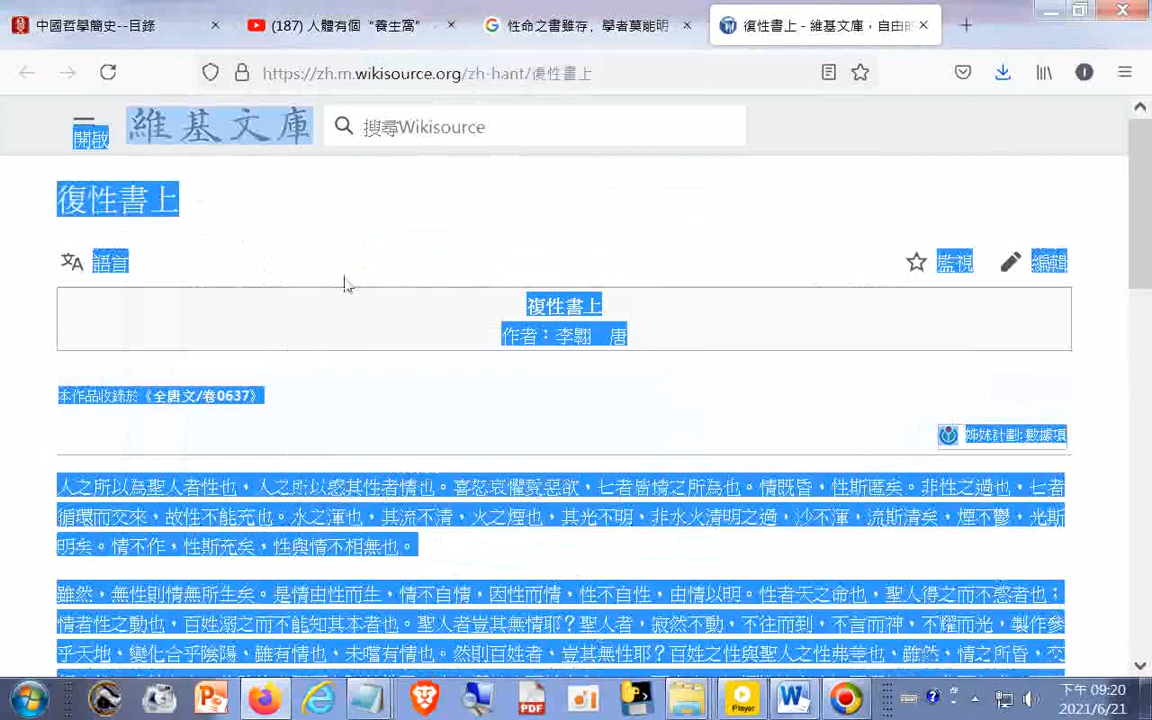 中國哲學簡史--目錄
(187) 人體有個“養生窩”
性命之書雖存，學者莫能明
復性書上 - 維基文庫，自由的
https://zh.m.wikisource.org/zh-hant/復性書上
開啟
維基文庫
搜尋Wikisource
復性書上
語言
監視
編輯
復性書上
作者：李翺　唐
本作品收錄於《全唐文/卷0637》
姊妹計劃: 數據項
人之所以為聖人者性也，人之所以惑其性者情也。喜怒哀懼愛惡欲，七者皆情之所為也。情既昏，性斯匿矣。非性之過也，七者
循環而交來，故性不能充也。水之渾也，其流不清，火之煙也，其光不明，非水火清明之過，沙不渾，流斯清矣，煙不鬱，光斯
明矣。情不作，性斯充矣，性與情不相無也。
雖然，無性則情無所生矣。是情由性而生，情不自情，因性而情，性不自性，由情以明。性者天之命也，聖人得之而不惑者也；
情者性之動也，百姓溺之而不能知其本者也。聖人者豈其無情耶？聖人者，寂然不動，不往而到，不言而神，不耀而光，製作參
乎天地，變化合乎陰陽，雖有情也，未嘗有情也。然則百姓者，豈其無性耶？百姓之性與聖人之性弗差也，雖然，情之所昏，交
PDF
Player
下午 09:20
2021/6/21